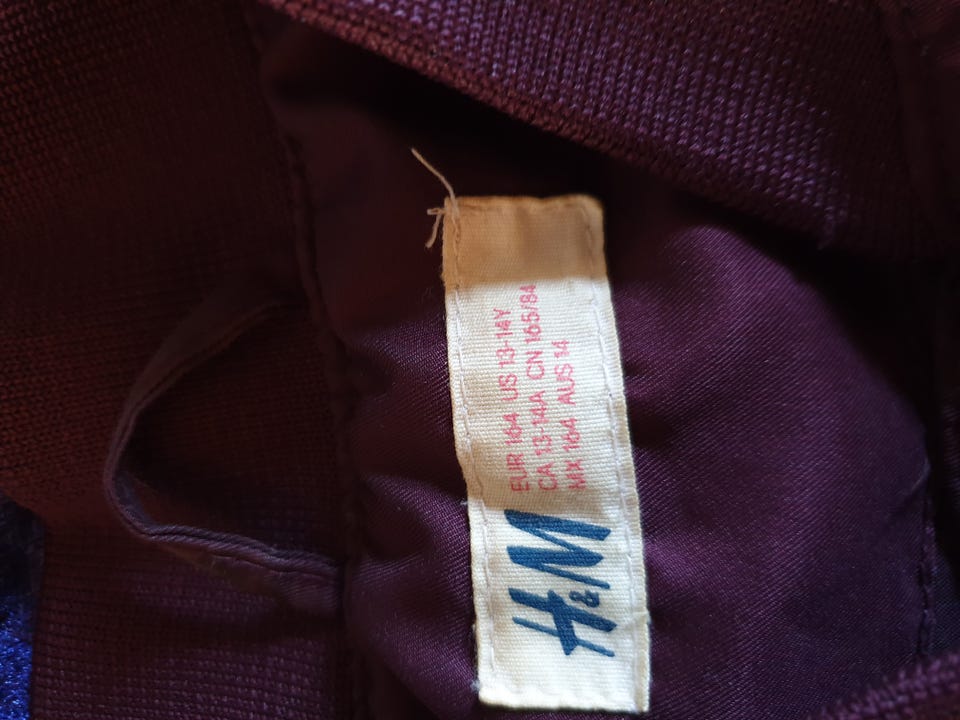 H&M
EUR 164 US 13-14Y
CA 13-14A CN 165/84
MX 164 AUS 14